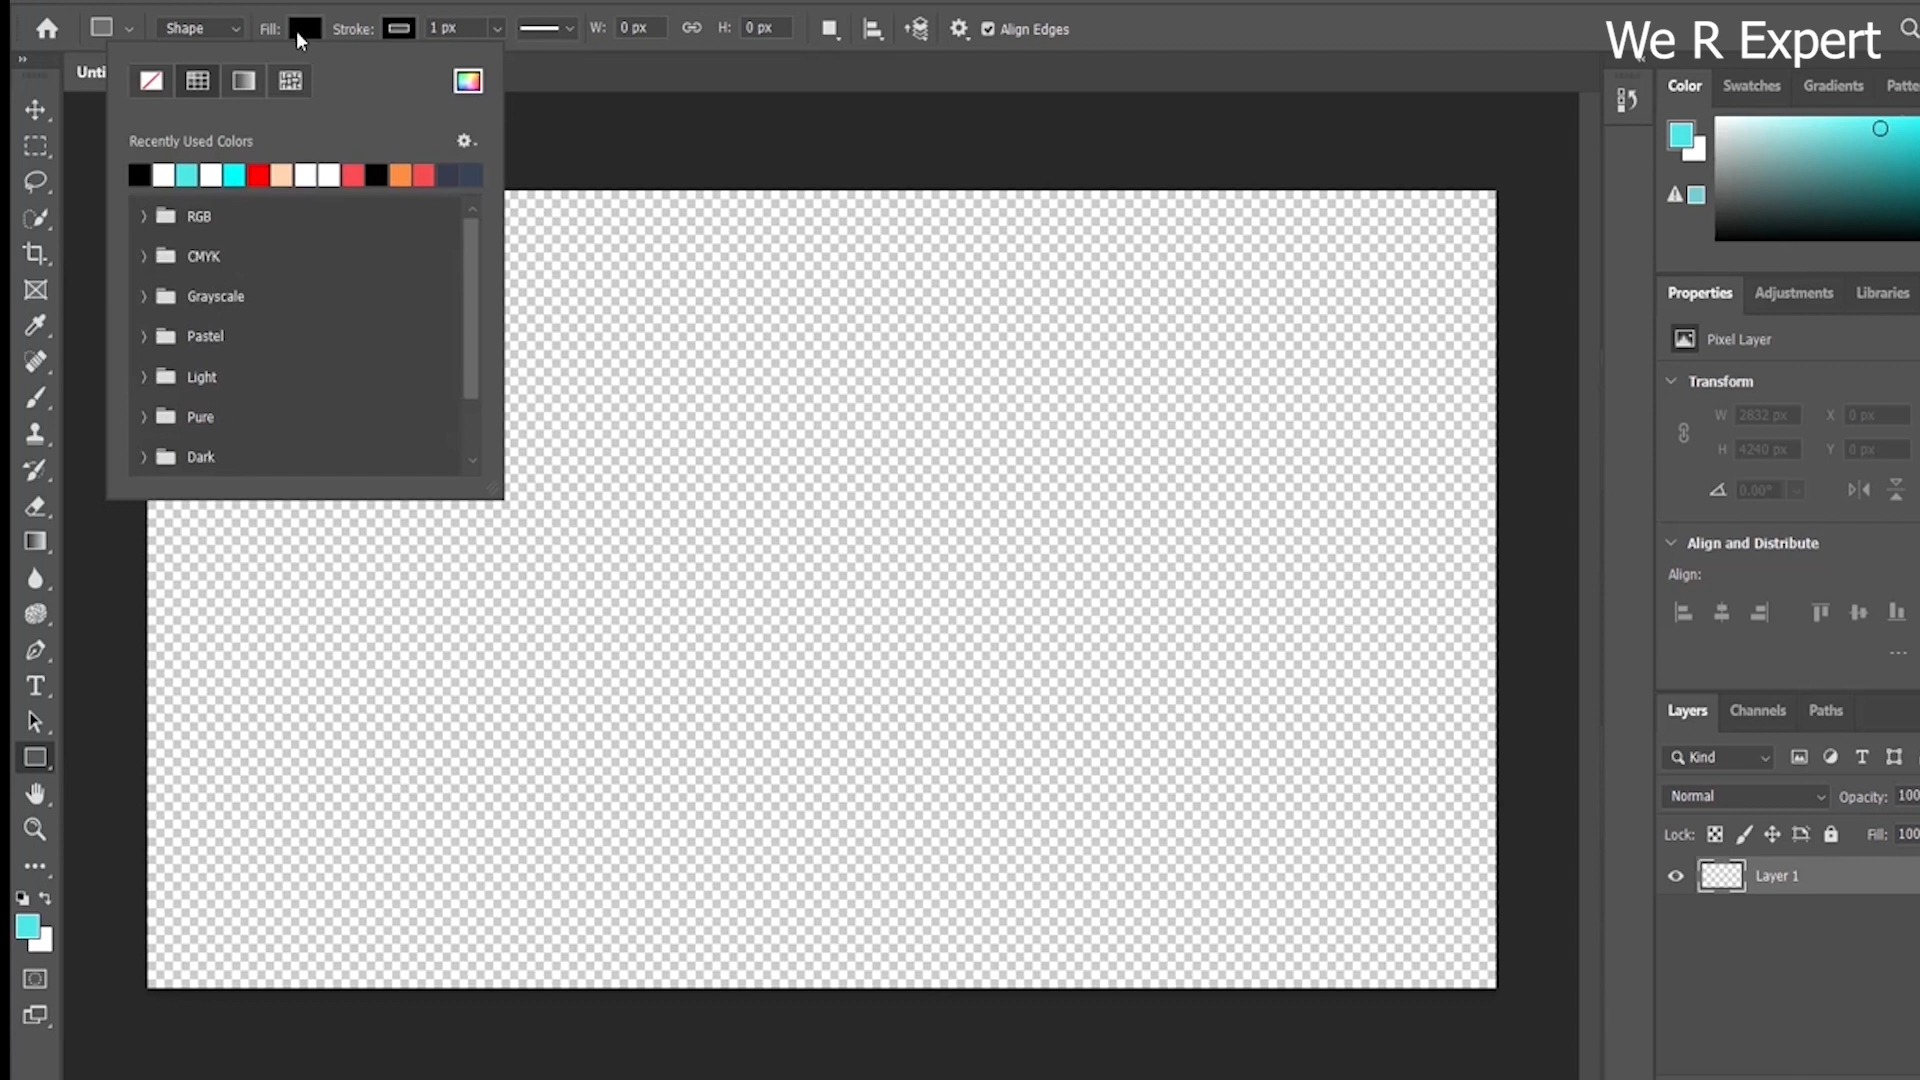 We R Expert
Shape
Fill:
Stroke:
1 px
W:
0 px
H:
0 px
Align Edges
Recently Used Colors
RGB
CMYK
Grayscale
Pastel
Light
Pure
Dark
Color
Swatches
Gradients
Properties
Adjustments
Libraries
Pixel Layer
Transform
W
2832 px
X
0 px
H
4240 px
Y
0 px
0.00°
Align and Distribute
Align:
Layers
Channels
Paths
Kind
Normal
Opacity:
100
Lock:
Fill:
100
Layer 1